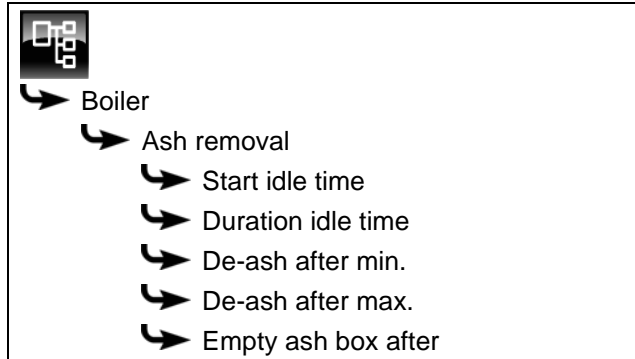 Boiler
Ash removal
Start idle time
Duration idle time
De-ash after min.
De-ash after max.
Empty ash box after